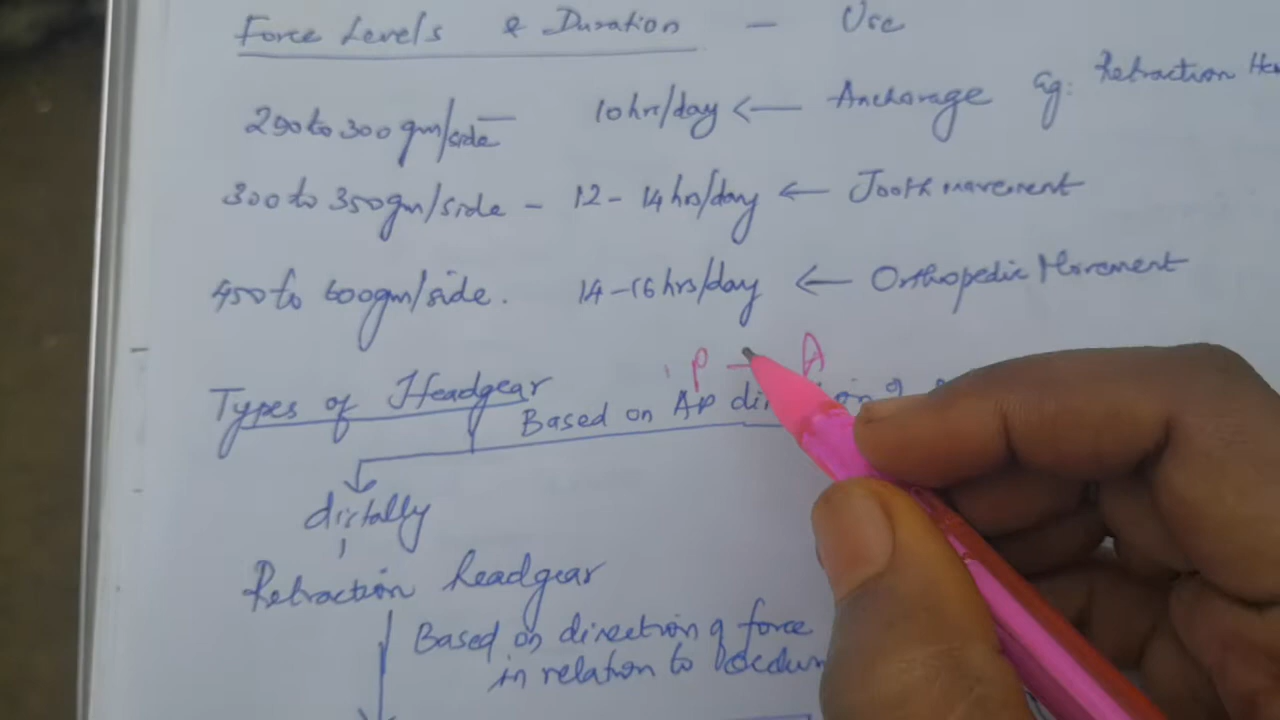 Force Levels & Duration — Use
250 to 300 gm/side — 10 hrs/day ← Anchorage eg: Retraction
300 to 350 gm/side - 12 - 14 hrs/day ← Tooth movement
450 to 600 gm/side. 14 - 16 hrs/day ← Orthopedic Movement
P — A
Types of Headgear
Based on AP
distally
Retraction headgear
Based on direction of force
in relation to